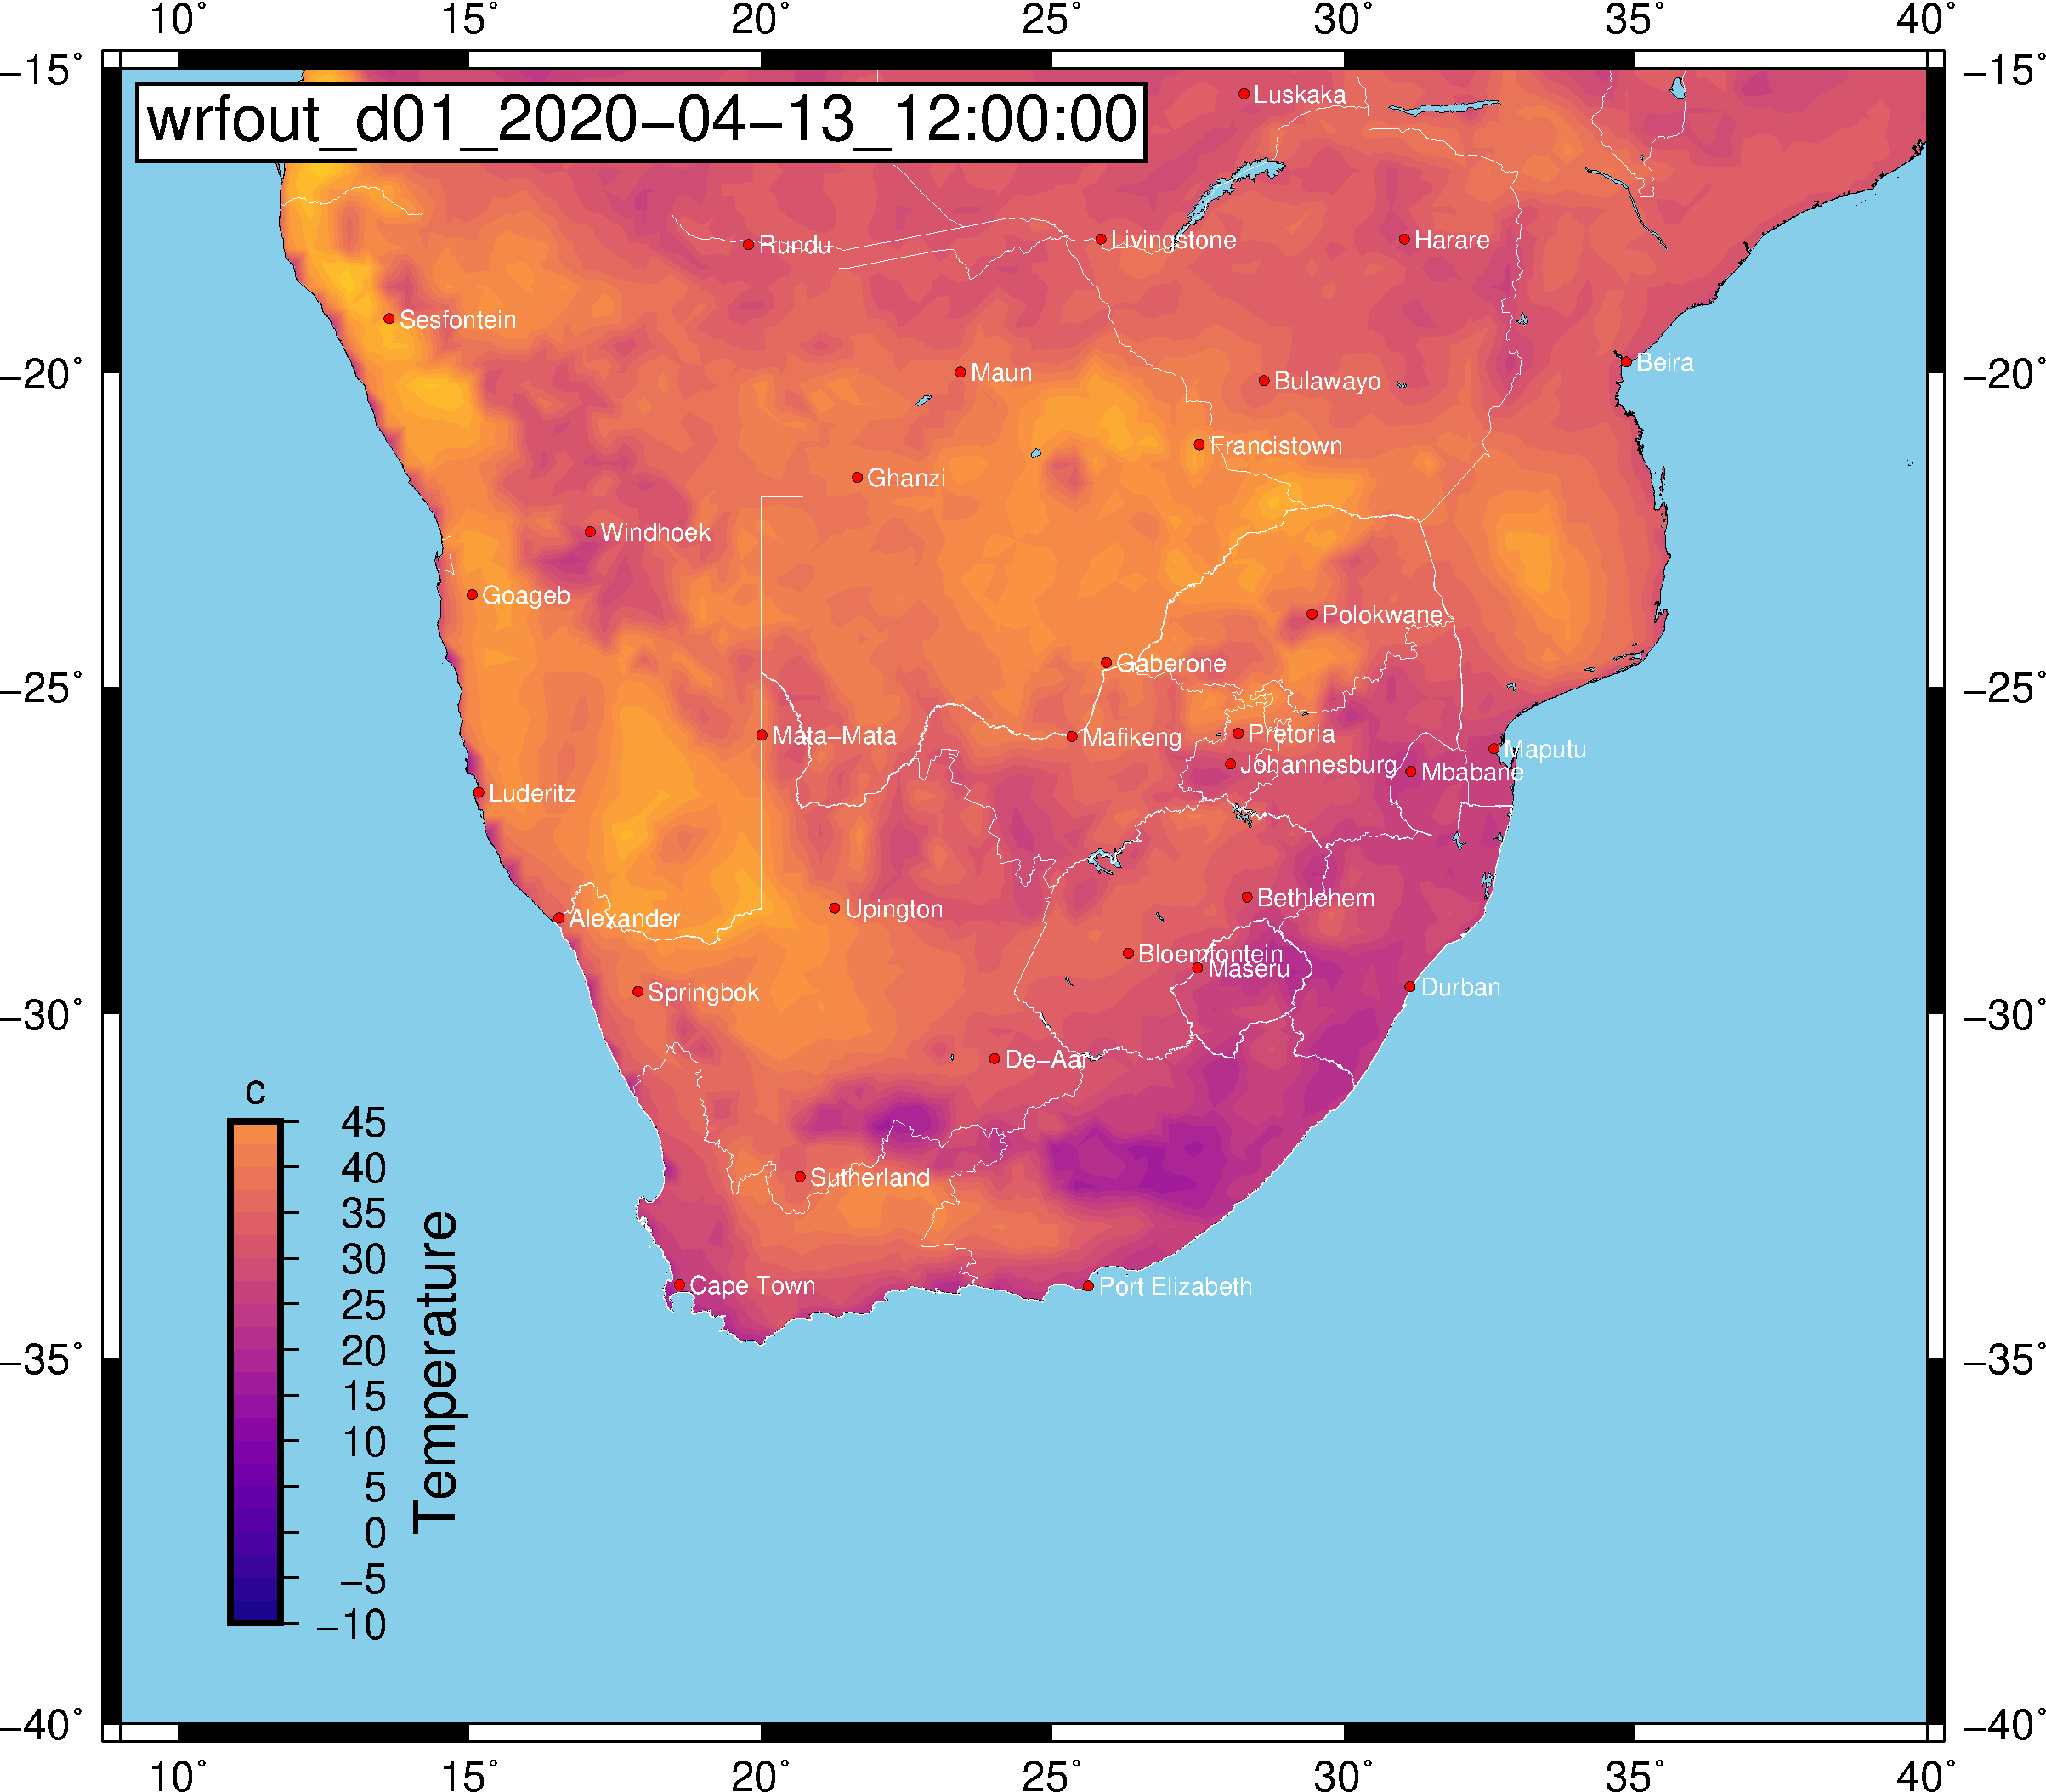 10° 15° 20° 25° 30° 35° 40°
−15° −15°
wrfout_d01_2020−04−13_12:00:00
Luskaka
Rundu
Livingstone
Harare
Sesfontein
Beira
−20° −20°
Maun
Bulawayo
Francistown
Ghanzi
Windhoek
Goageb
Polokwane
Gaberone
−25° −25°
Mata−Mata
Mafikeng
Pretoria
Maputu
Johannesburg
Mbabane
Luderitz
Bethlehem
Upington
Alexander
Bloemfontein
Maseru
Durban
Springbok
−30° −30°
De−Aar
Sutherland
Cape Town
Port Elizabeth
−35° −35°
c
45
40
35
30
25
20
15
10
5
0
−5
−10
Temperature
−40° −40°
10° 15° 20° 25° 30° 35° 40°